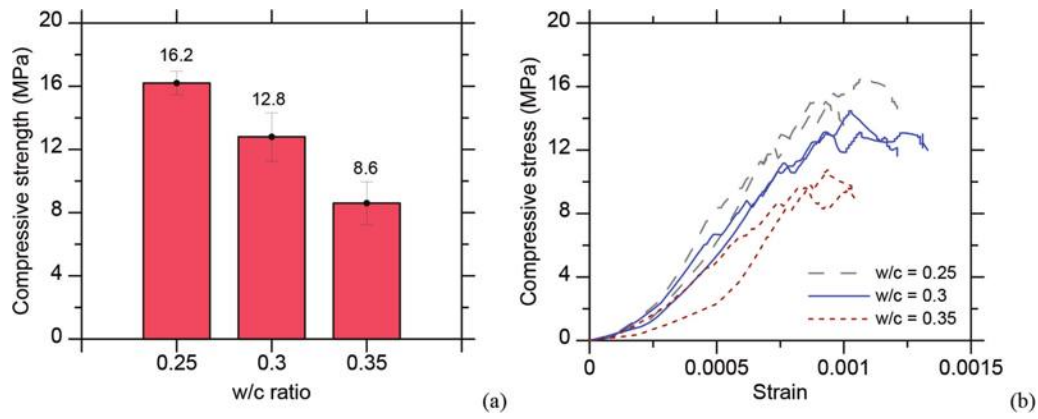 20
16
12
8
4
0
Compressive strength (MPa)
16.2
12.8
8.6
0.25
0.3
0.35
w/c ratio
(a)
20
16
12
8
4
0
Compressive stress (MPa)
w/c = 0.25
w/c = 0.3
w/c = 0.35
0
0.0005
0.001
0.0015
Strain
(b)